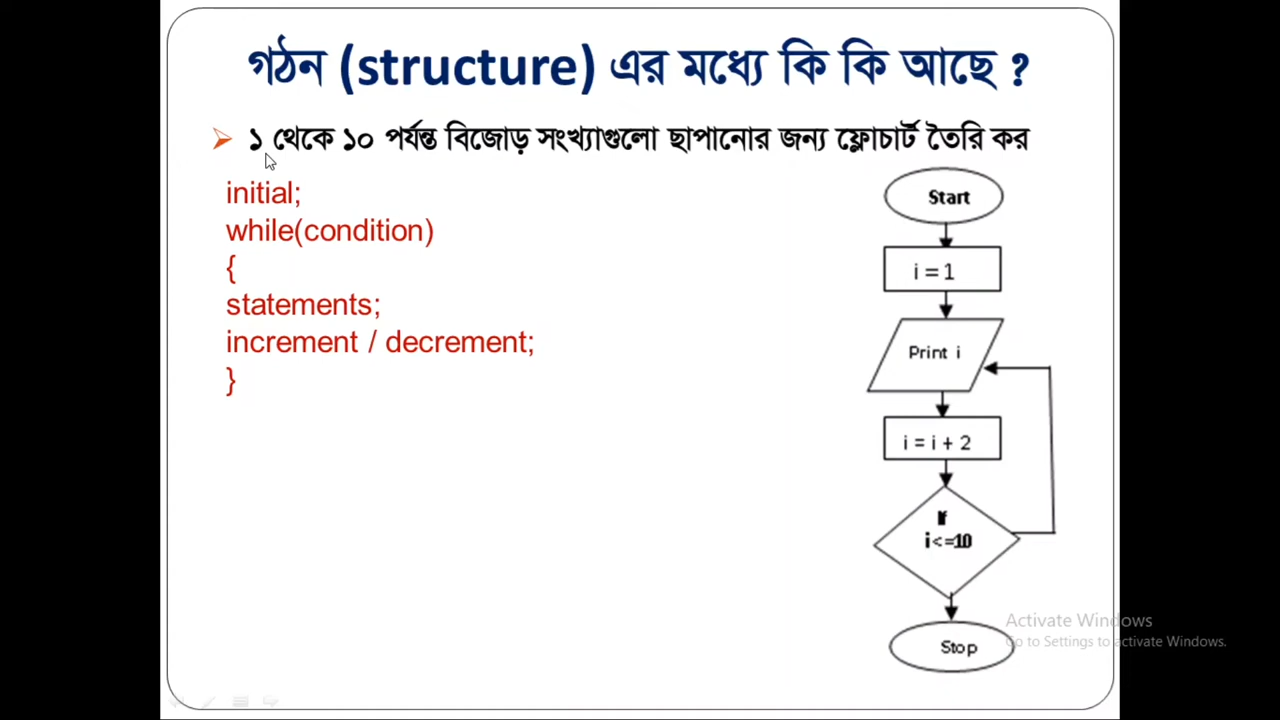 গঠন (structure) এর মধ্যে কি কি আছে ?
১ থেকে ১০ পর্যন্ত বিজোড় সংখ্যাগুলো ছাপানোর জন্য ফ্লোচার্ট তৈরি কর
initial;
while(condition)
{
statements;
increment / decrement;
}
Start
i = 1
Print i
i = i + 2
If
i<=10
Stop
Activate Windows
Go to Settings to activate Windows.